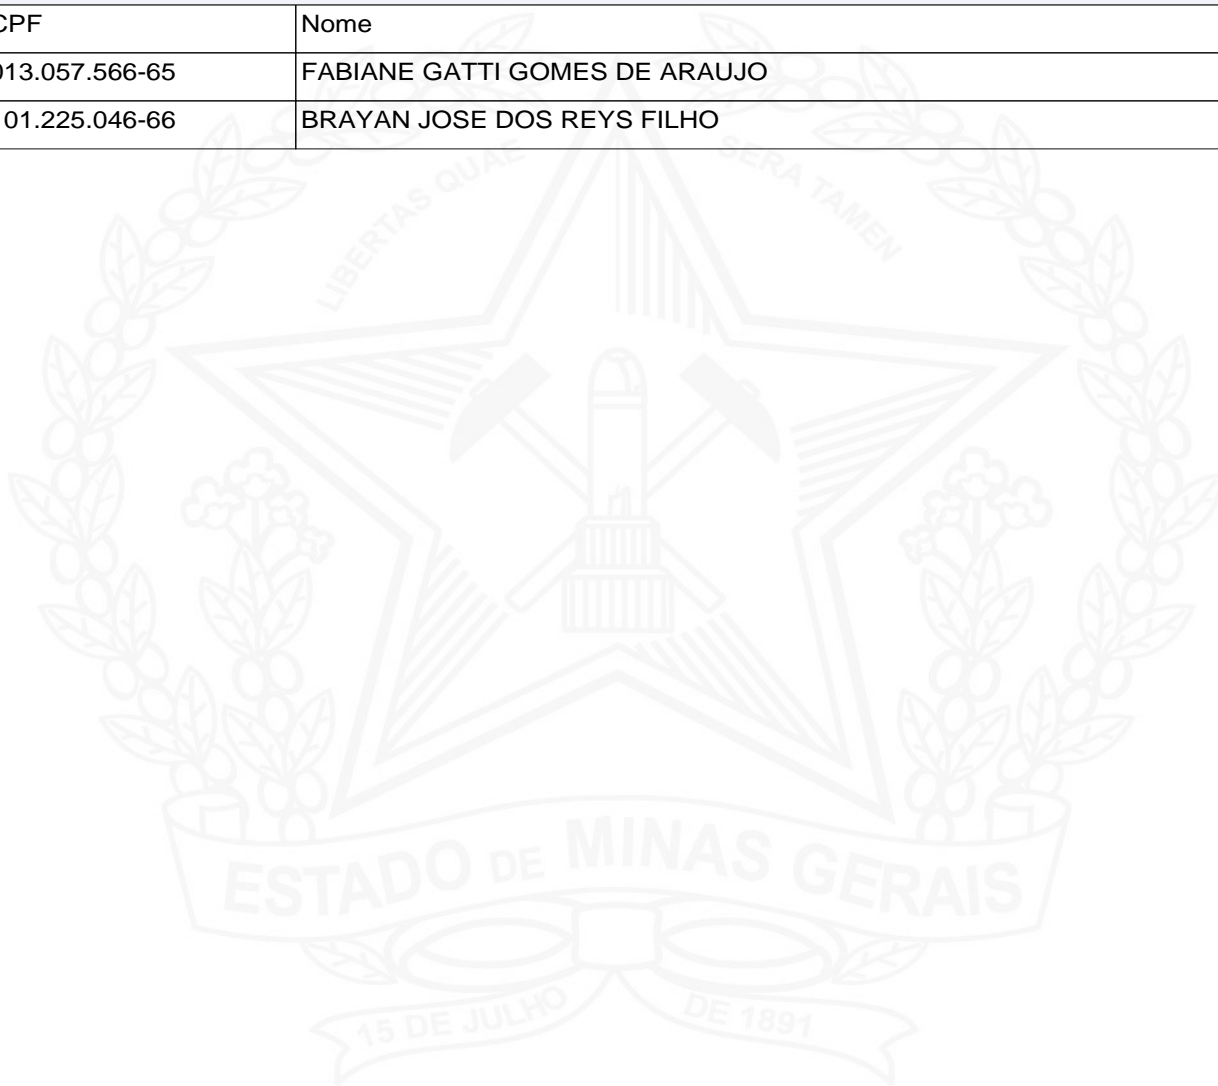 CPF Nome
013.057.566-65 FABIANE GATTI GOMES DE ARAUJO
01.225.046-66 BRAYAN JOSE DOS REYS FILHO
LIBERTAS QUAE SERA TAMEN
ESTADO DE MINAS GERAIS
15 DE JULHO DE 1891